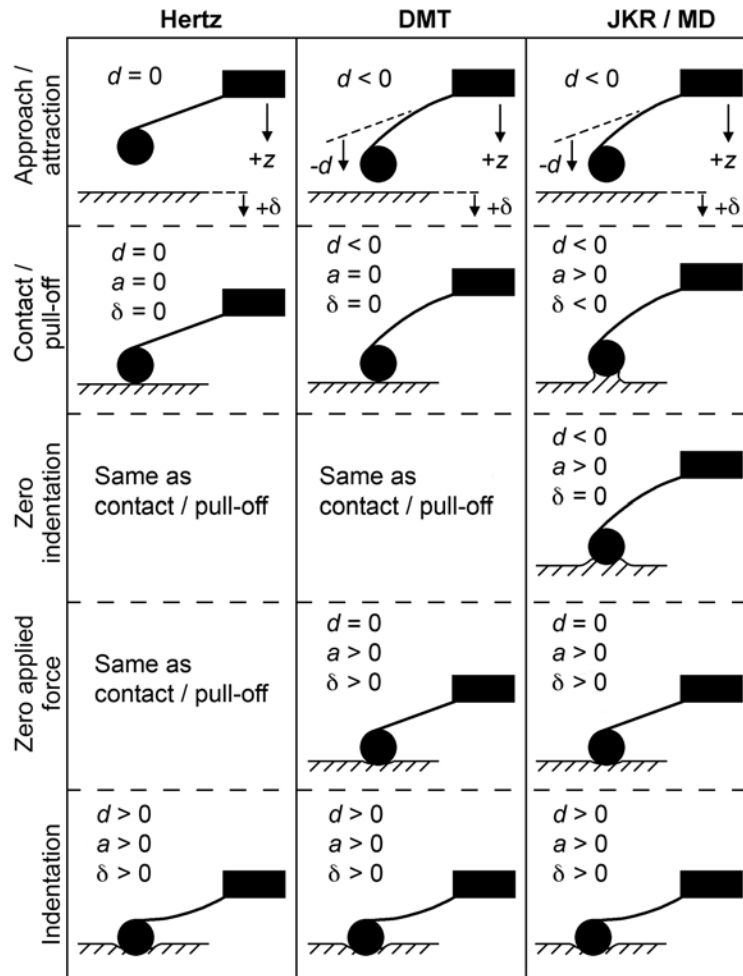 Hertz
DMT
JKR / MD
Approach /
attraction
d = 0
+z
+δ
d < 0
-d
+z
+δ
d < 0
-d
+z
+δ
Contact /
pull-off
d = 0
a = 0
δ = 0
d < 0
a = 0
δ = 0
d < 0
a > 0
δ < 0
Zero
indentation
Same as
contact / pull-off
Same as
contact / pull-off
d < 0
a > 0
δ = 0
Zero applied
force
Same as
contact / pull-off
d = 0
a > 0
δ > 0
d = 0
a > 0
δ > 0
Indentation
d > 0
a > 0
δ > 0
d > 0
a > 0
δ > 0
d > 0
a > 0
δ > 0